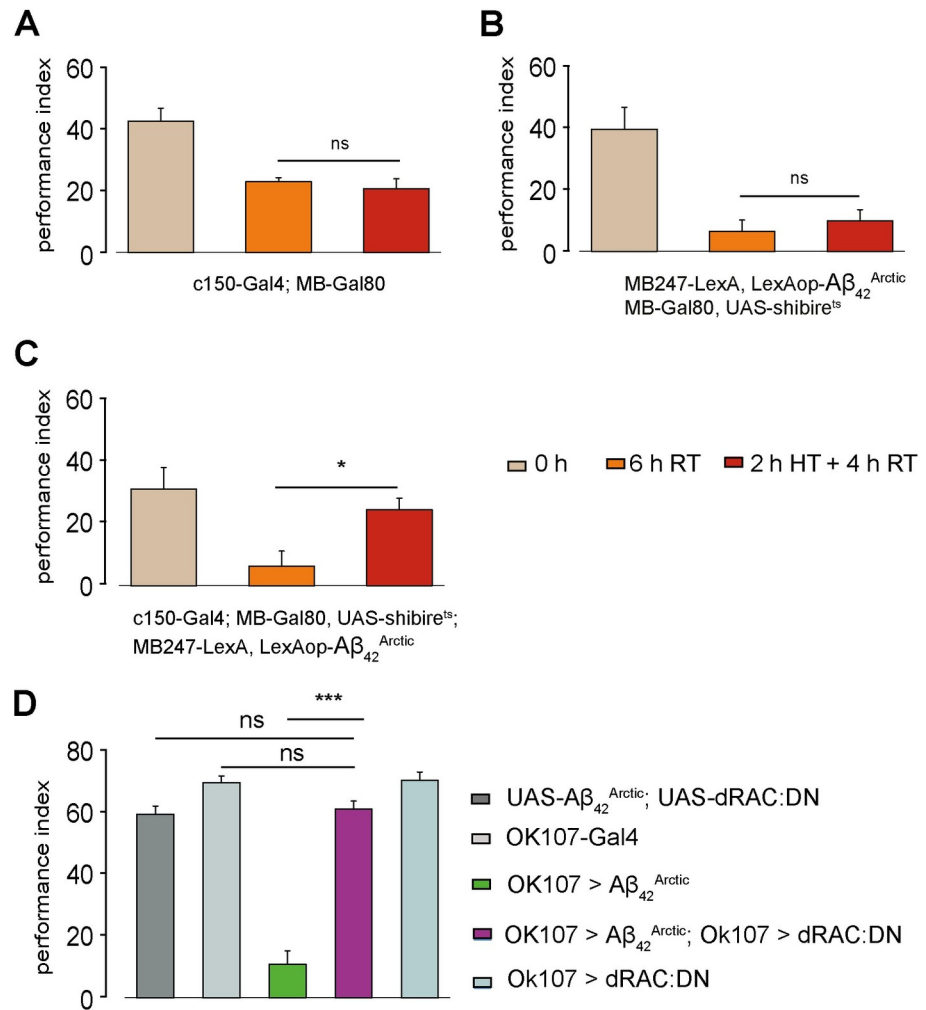 A
performance index
60
40
20
0
ns
c150-Gal4; MB-Gal80
B
performance index
60
40
20
0
ns
MB247-LexA, LexAop-Aβ42Arctic
MB-Gal80, UAS-shibirets
C
performance index
60
40
20
0
*
c150-Gal4; MB-Gal80, UAS-shibirets;
MB247-LexA, LexAop-Aβ42Arctic
0 h 6 h RT 2 h HT + 4 h RT
D
performance index
80
60
40
20
0
***
ns
ns
UAS-Aβ42Arctic; UAS-dRAC:DN
OK107-Gal4
OK107 > Aβ42Arctic
OK107 > Aβ42Arctic; Ok107 > dRAC:DN
Ok107 > dRAC:DN